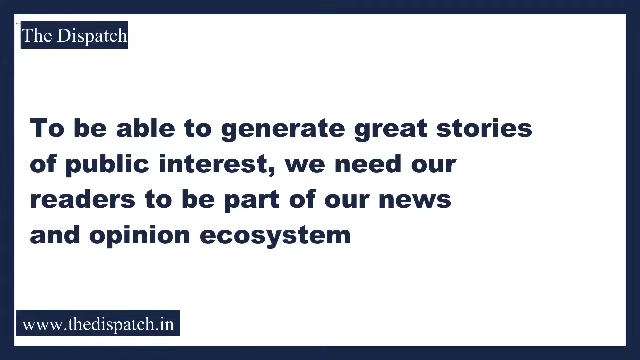 The Dispatch
To be able to generate great stories
of public interest, we need our
readers to be part of our news
and opinion ecosystem
www.thedispatch.in